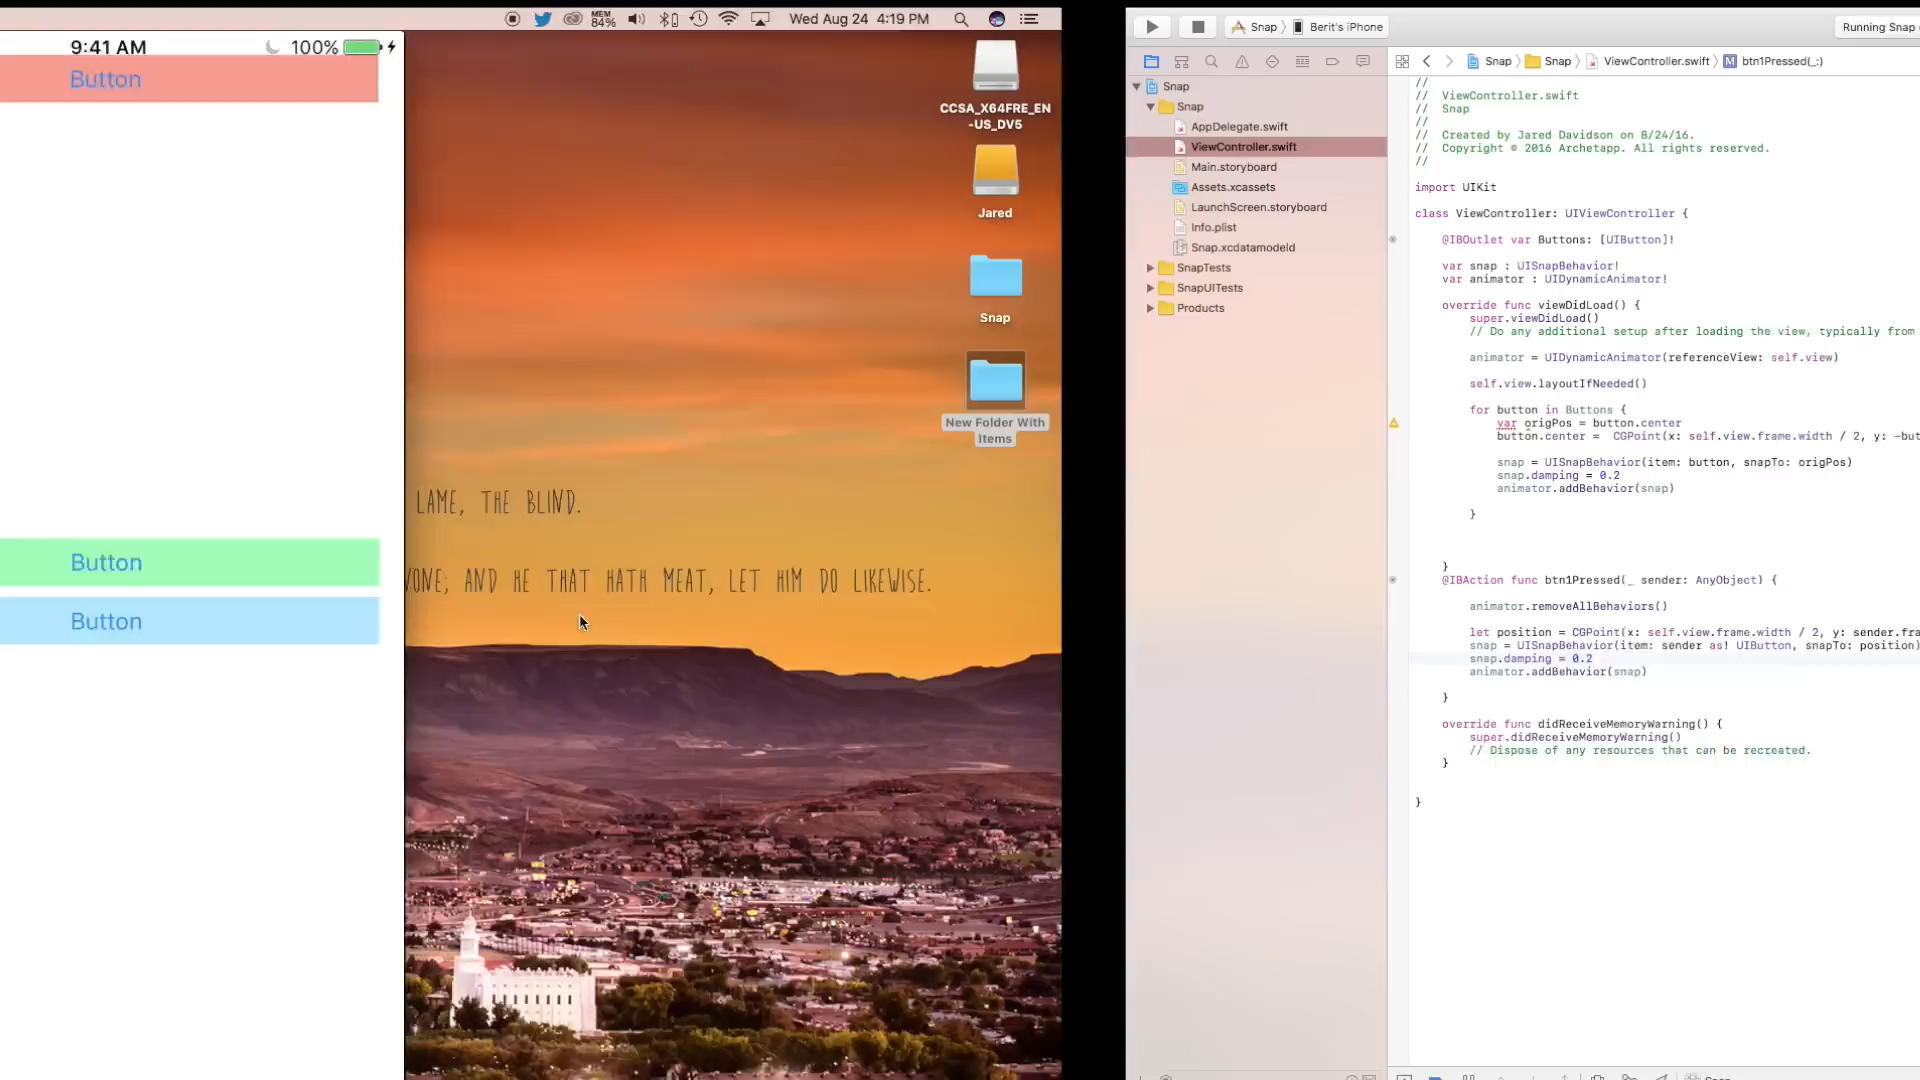 MEM
84%
Wed Aug 24 4:19 PM
9:41 AM
100%
Button
Button
Button
CCSA_X64FRE_EN
-US_DV5
Jared
Snap
New Folder With
Items
LAME, THE BLIND.
AND HE THAT HATH MEAT, LET HIM DO LIKEWISE.
Snap
Berit's iPhone
Running Snap
Snap
Snap
AppDelegate.swift
ViewController.swift
Main.storyboard
Assets.xcassets
LaunchScreen.storyboard
Info.plist
Snap.xcdatamodeld
SnapTests
SnapUITests
Products
Snap
Snap
ViewController.swift
M
btn1Pressed(_:)
//
// ViewController.swift
// Snap
//
// Created by Jared Davidson on 8/24/16.
// Copyright © 2016 Archetapp. All rights reserved.
//
import UIKit
class ViewController: UIViewController {
@IBOutlet var Buttons: [UIButton]!
var snap : UISnapBehavior!
var animator : UIDynamicAnimator!
override func viewDidLoad() {
super.viewDidLoad()
// Do any additional setup after loading the view, typically from
animator = UIDynamicAnimator(referenceView: self.view)
self.view.layoutIfNeeded()
for button in Buttons {
var origPos = button.center
button.center = CGPoint(x: self.view.frame.width / 2, y: -but
snap = UISnapBehavior(item: button, snapTo: origPos)
snap.damping = 0.2
animator.addBehavior(snap)
}
}
@IBAction func btn1Pressed(_ sender: AnyObject) {
animator.removeAllBehaviors()
let position = CGPoint(x: self.view.frame.width / 2, y: sender.fra
snap = UISnapBehavior(item: sender as! UIButton, snapTo: position)
snap.damping = 0.2
animator.addBehavior(snap)
}
override func didReceiveMemoryWarning() {
super.didReceiveMemoryWarning()
// Dispose of any resources that can be recreated.
}
}